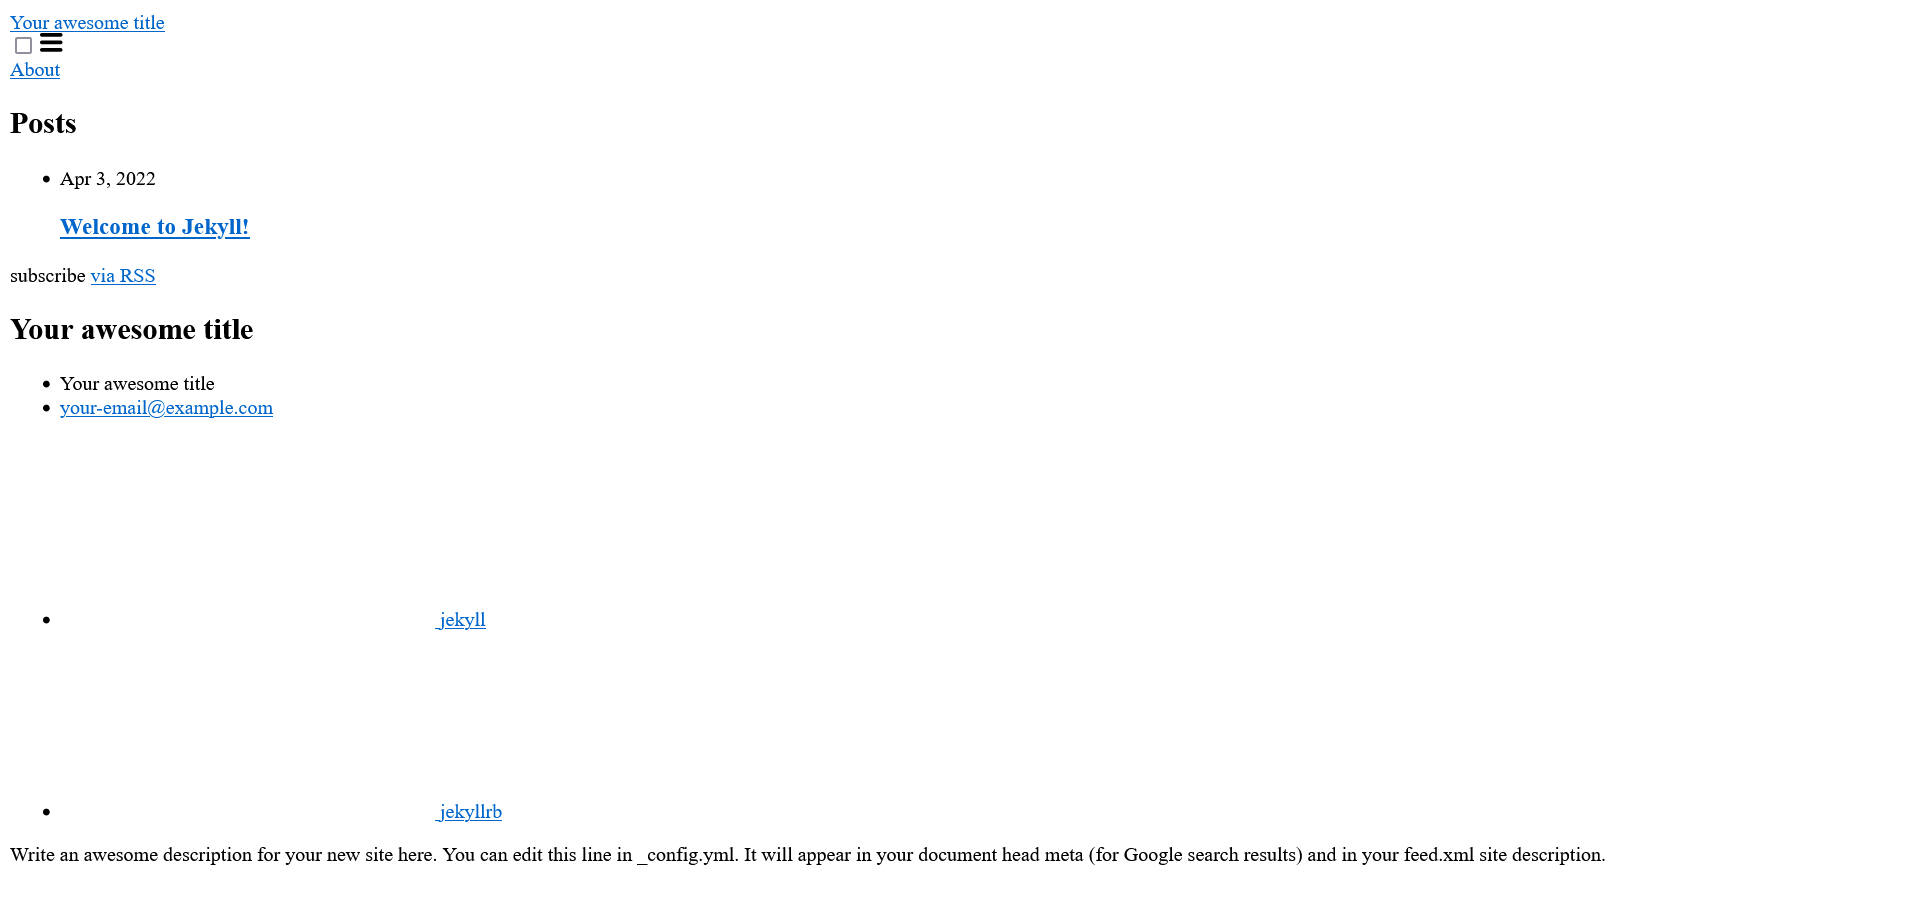 Your awesome title
About
Posts
Apr 3, 2022
Welcome to Jekyll!
subscribe via RSS
Your awesome title
Your awesome title
your-email@example.com
jekyll
jekyllrb
Write an awesome description for your new site here. You can edit this line in _config.yml. It will appear in your document head meta (for Google search results) and in your feed.xml site description.